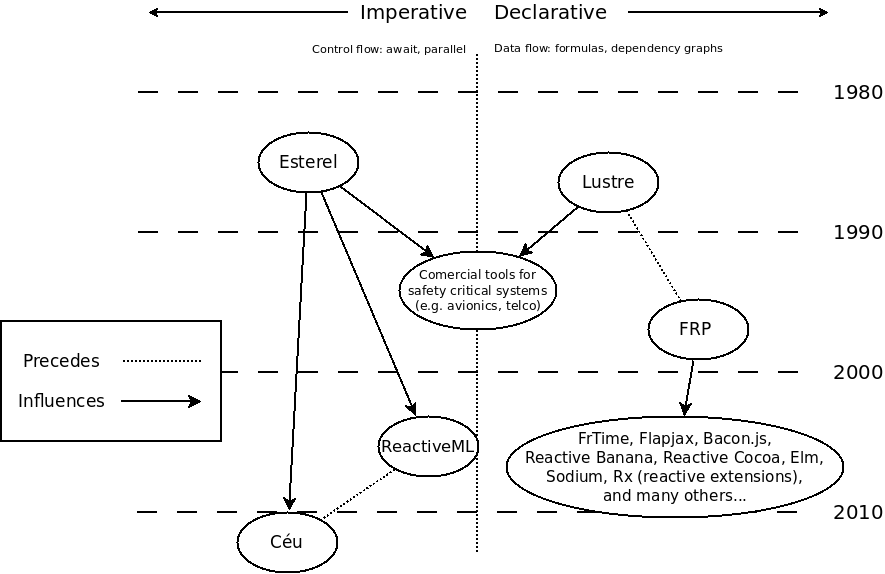 Imperative
Declarative
Control flow: await, parallel
Data flow: formulas, dependency graphs
1980
Esterel
Lustre
1990
Comercial tools for
safety critical systems
(e.g. avionics, telco)
FRP
Precedes
Influences
2000
ReactiveML
FrTime, Flapjax, Bacon.js,
Reactive Banana, Reactive Cocoa, Elm,
Sodium, Rx (reactive extensions),
and many others...
2010
Céu